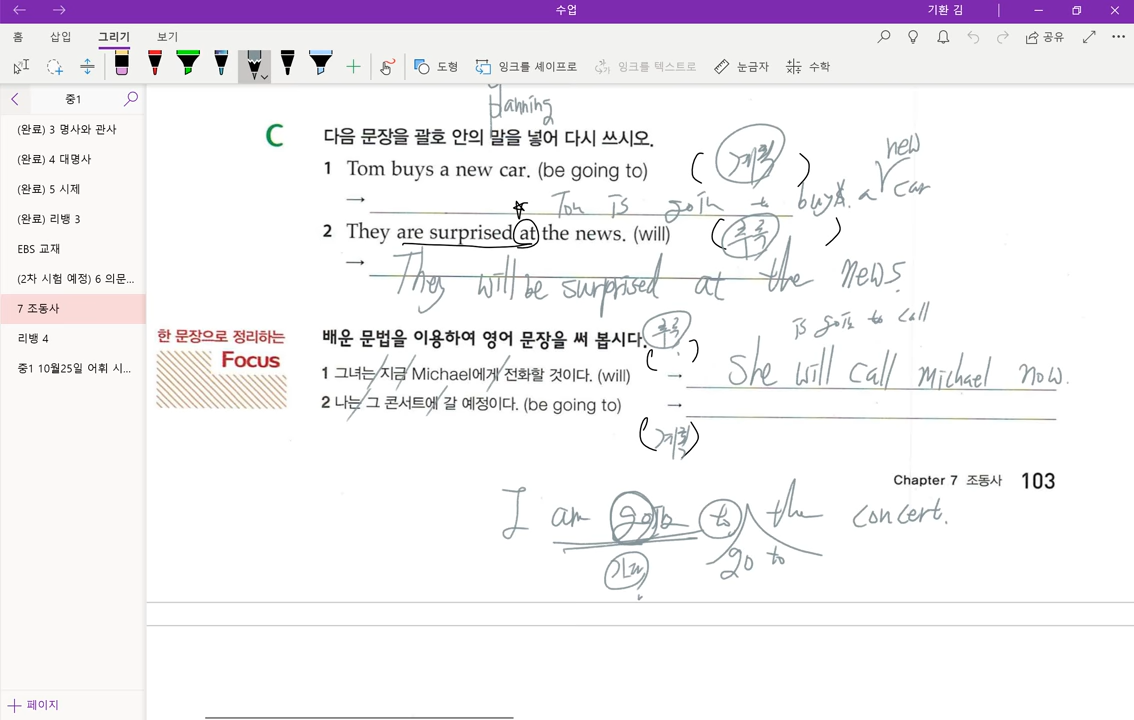 수업
기환 김
홈 삽입 그리기 보기
공유
도형 잉크를 셰이프로 잉크를 텍스트로 눈금자 수학
중1
(완료) 3 명사와 관사
(완료) 4 대명사
(완료) 5 시제
(완료) 리뱅 3
EBS 교재
(2차 시험 예정) 6 의문...
7 조동사
리뱅 4
중1 10월25일 어휘 시...
페이지
planning
C 다음 문장을 괄호 안의 말을 넣어 다시 쓰시오.
1 Tom buys a new car. (be going to) (계획)
new
→ Tom is to buy a car
2 They are surprised at the news. (will) (추측)
→ They will be surprised at the news.
한 문장으로 정리하는
Focus
배운 문법을 이용하여 영어 문장을 써 봅시다.
(추측)
is to call
1 그녀는 지금 Michael에게 전화할 것이다. (will) → She will call Michael now.
2 나는 그 콘서트에 갈 예정이다. (be going to) →
(계획)
Chapter 7 조동사 103
I am going to the concert.
go to
가다